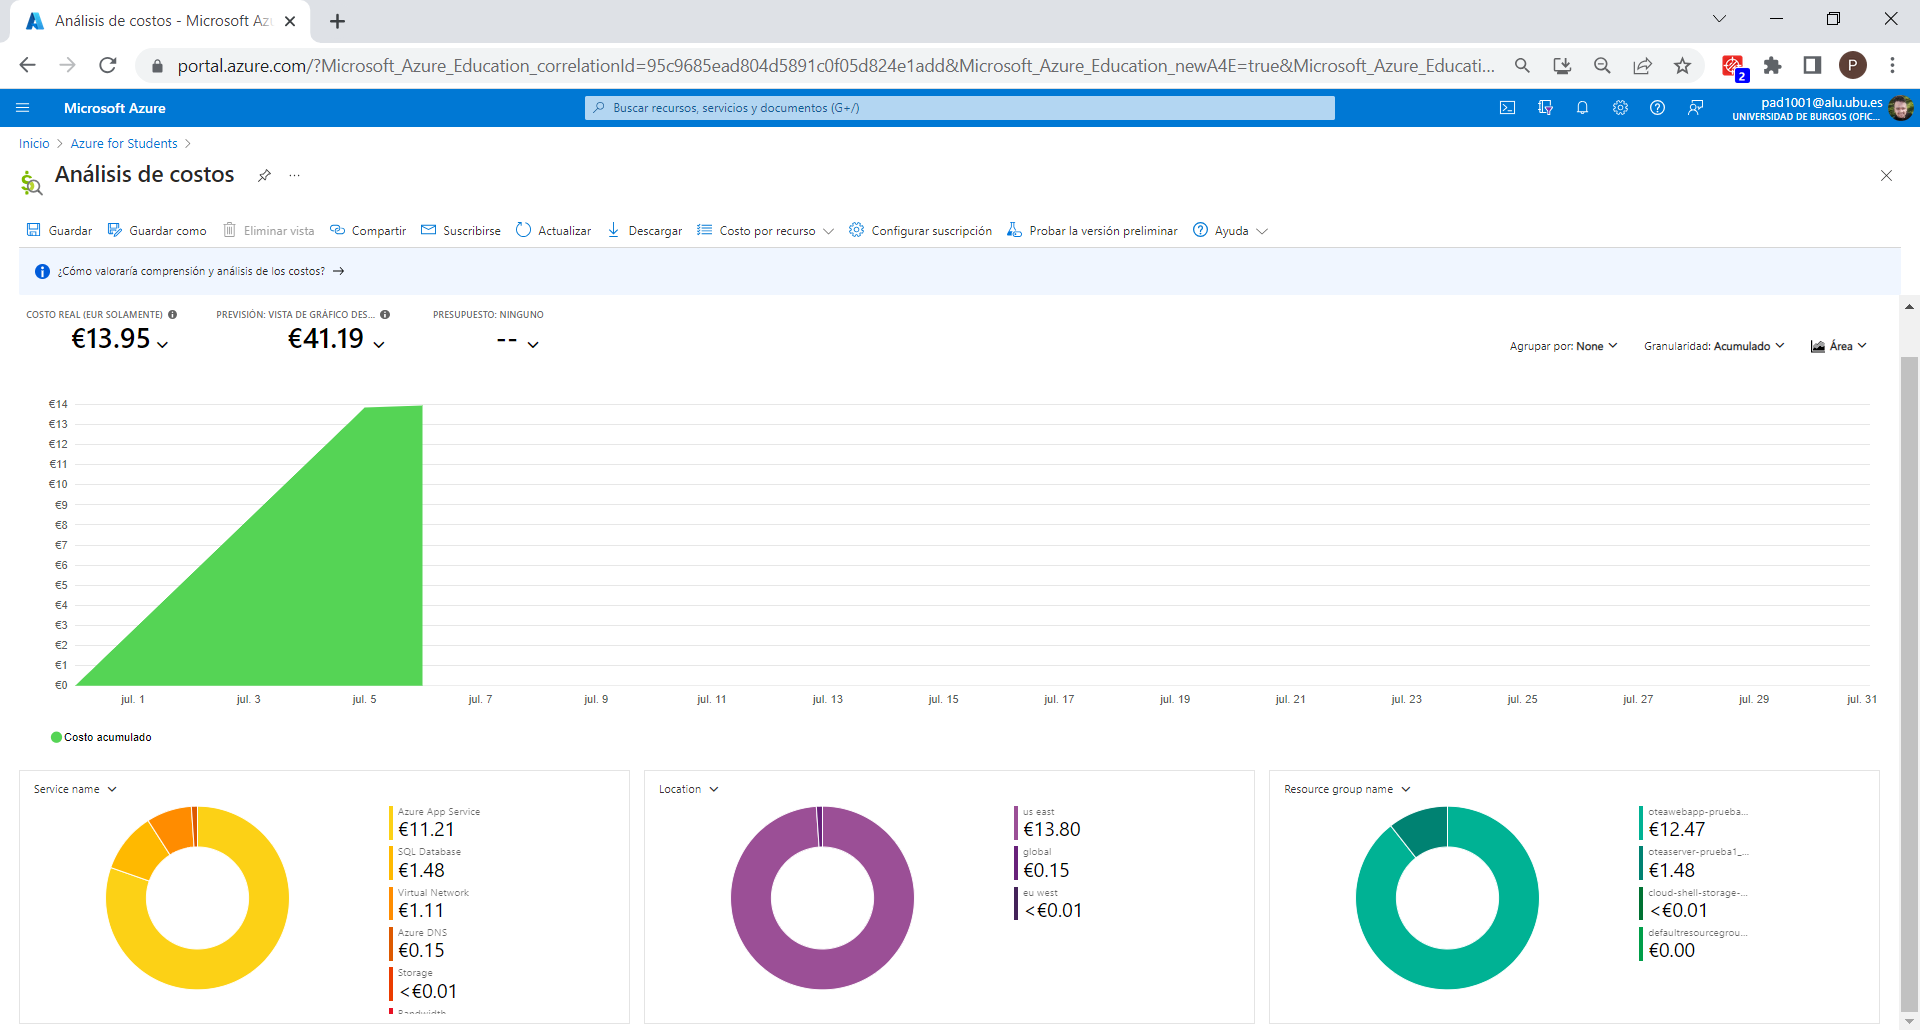 Análisis de costos - Microsoft Az
portal.azure.com/?Microsoft_Azure_Education_correlationId=95c9685ead804d5891c0f05d824e1add&Microsoft_Azure_Education_newA4E=true&Microsoft_Azure_Educati...
2
P
Microsoft Azure
Buscar recursos, servicios y documentos (G+/)
pad1001@alu.ubu.es
UNIVERSIDAD DE BURGOS (OFIC...
Inicio > Azure for Students >
Análisis de costos
Guardar Guardar como Eliminar vista Compartir Suscribirse Actualizar Descargar Costo por recurso Configurar suscripción Probar la versión preliminar Ayuda
¿Cómo valoraría comprensión y análisis de los costos? →
COSTO REAL (EUR SOLAMENTE) PREVISIÓN: VISTA DE GRÁFICO DES... PRESUPUESTO: NINGUNO
€13.95 €41.19 --
Agrupar por: None Granularidad: Acumulado Área
€14
€13
€12
€11
€10
€9
€8
€7
€6
€5
€4
€3
€2
€1
€0
jul. 1 jul. 3 jul. 5 jul. 7 jul. 9 jul. 11 jul. 13 jul. 15 jul. 17 jul. 19 jul. 21 jul. 23 jul. 25 jul. 27 jul. 29 jul. 31
Costo acumulado
Service name
Azure App Service
€11.21
SQL Database
€1.48
Virtual Network
€1.11
Azure DNS
€0.15
Storage
<€0.01
Bandwidth
Location
us east
€13.80
global
€0.15
eu west
<€0.01
Resource group name
oteawebapp-prueba...
€12.47
oteaserver-prueba1_...
€1.48
cloud-shell-storage-...
<€0.01
defaultresourcegrou...
€0.00